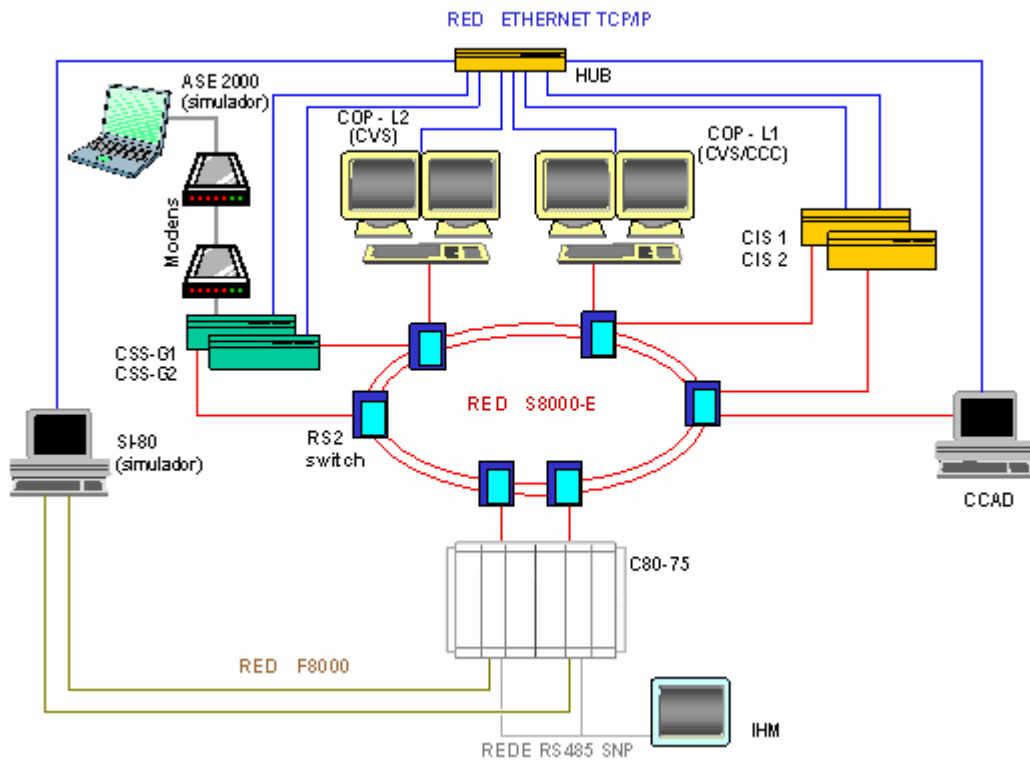 RED ETHERNET TCP/IP
HUB
ASE 2000
(simulador)
COP - L2
(CVS)
COP - L1
(CVS/CCC)
Modens
CIS 1
CIS 2
CSS-G1
CSS-G2
RED S8000-E
RS2
switch
SI-80
(simulador)
CCAD
C80-75
RED F8000
IHM
REDE RS485 SNP